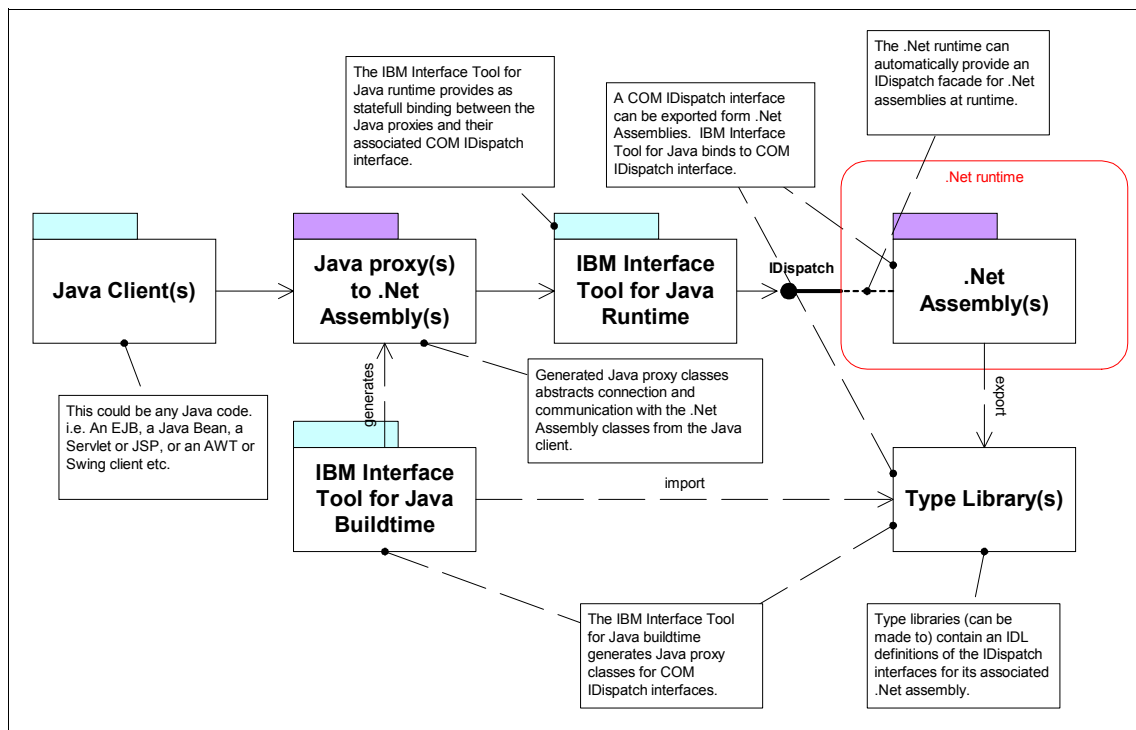 The .Net runtime can
automatically provide an
IDispatch facade for .Net
assemblies at runtime.
The IBM Interface Tool for
Java runtime provides as
statefull binding between the
Java proxies and their
associated COM IDispatch
interface.
A COM IDispatch interface
can be exported form .Net
Assemblies.  IBM Interface
Tool for Java binds to COM
IDispatch interface.
.Net runtime
Java Client(s)
Java proxy(s)
to .Net
Assembly(s)
IBM Interface
Tool for Java
Runtime
IDispatch
.Net
Assembly(s)
generates
export
This could be any Java code.
i.e. An EJB, a Java Bean, a
Servlet or JSP, or an AWT or
Swing client etc.
Generated Java proxy classes
abstracts connection and
communication with the .Net
Assembly classes from the Java
client.
IBM Interface
Tool for Java
Buildtime
import
Type Library(s)
The IBM Interface Tool
for Java buildtime
generates Java proxy
classes for COM
IDispatch interfaces.
Type libraries (can be
made to) contain an IDL
definitions of the IDispatch
interfaces for its associated
.Net assembly.